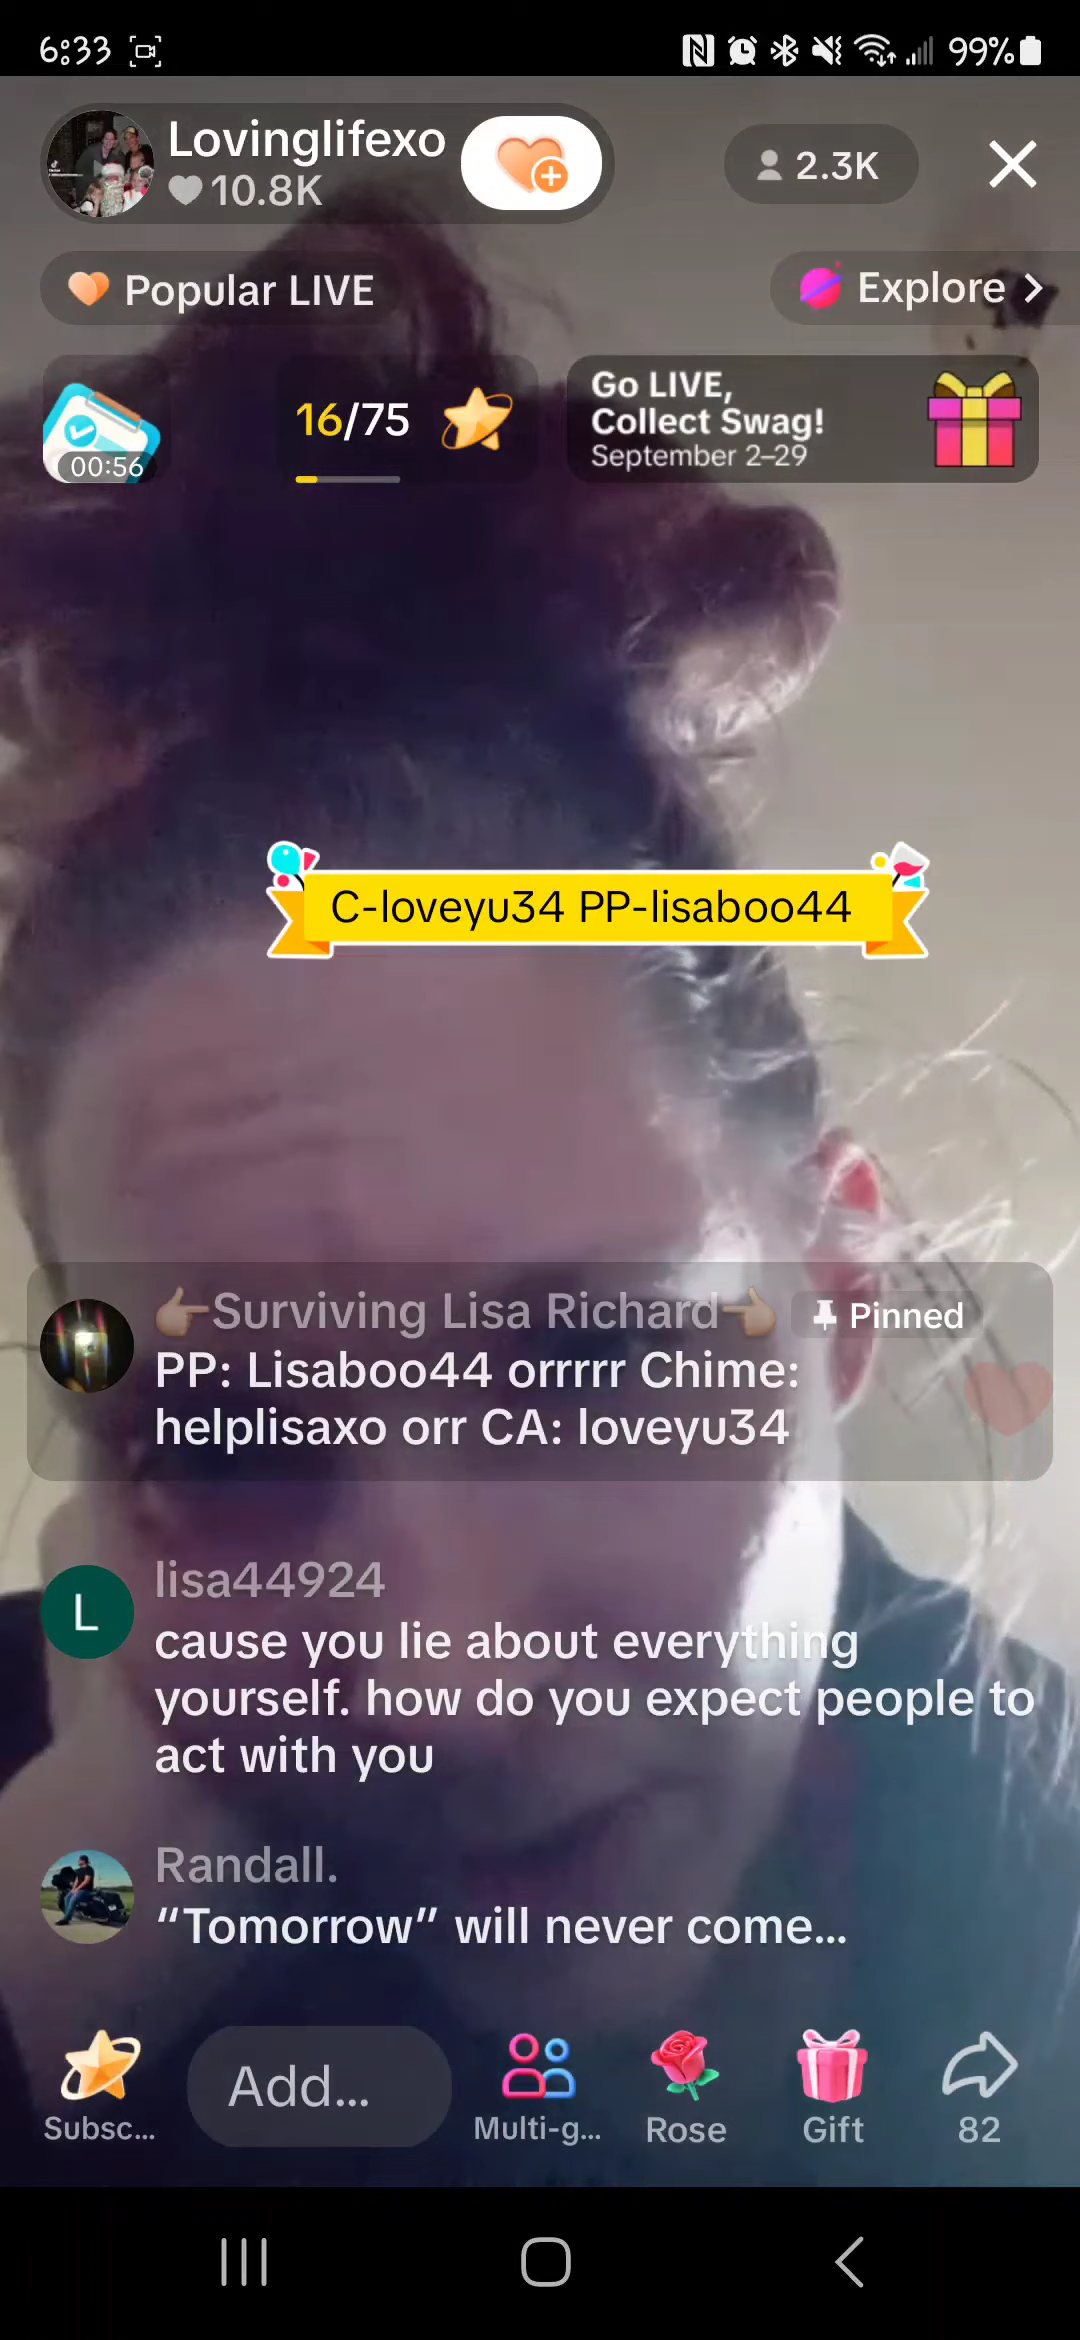 6:33
99%
Lovinglifexo
10.8K
2.3K
Popular LIVE
Explore
00:56
16/75
Go LIVE,
Collect Swag!
September 2–29
C-loveyu34 PP-lisaboo44
👉Surviving Lisa Richard👈 Pinned
PP: Lisaboo44 orrrrr Chime:
helplisaxo orr CA: loveyu34
L
lisa44924
cause you lie about everything
yourself. how do you expect people to
act with you
Randall.
“Tomorrow” will never come...
Add...
Subsc...
Multi-g...
Rose
Gift
82